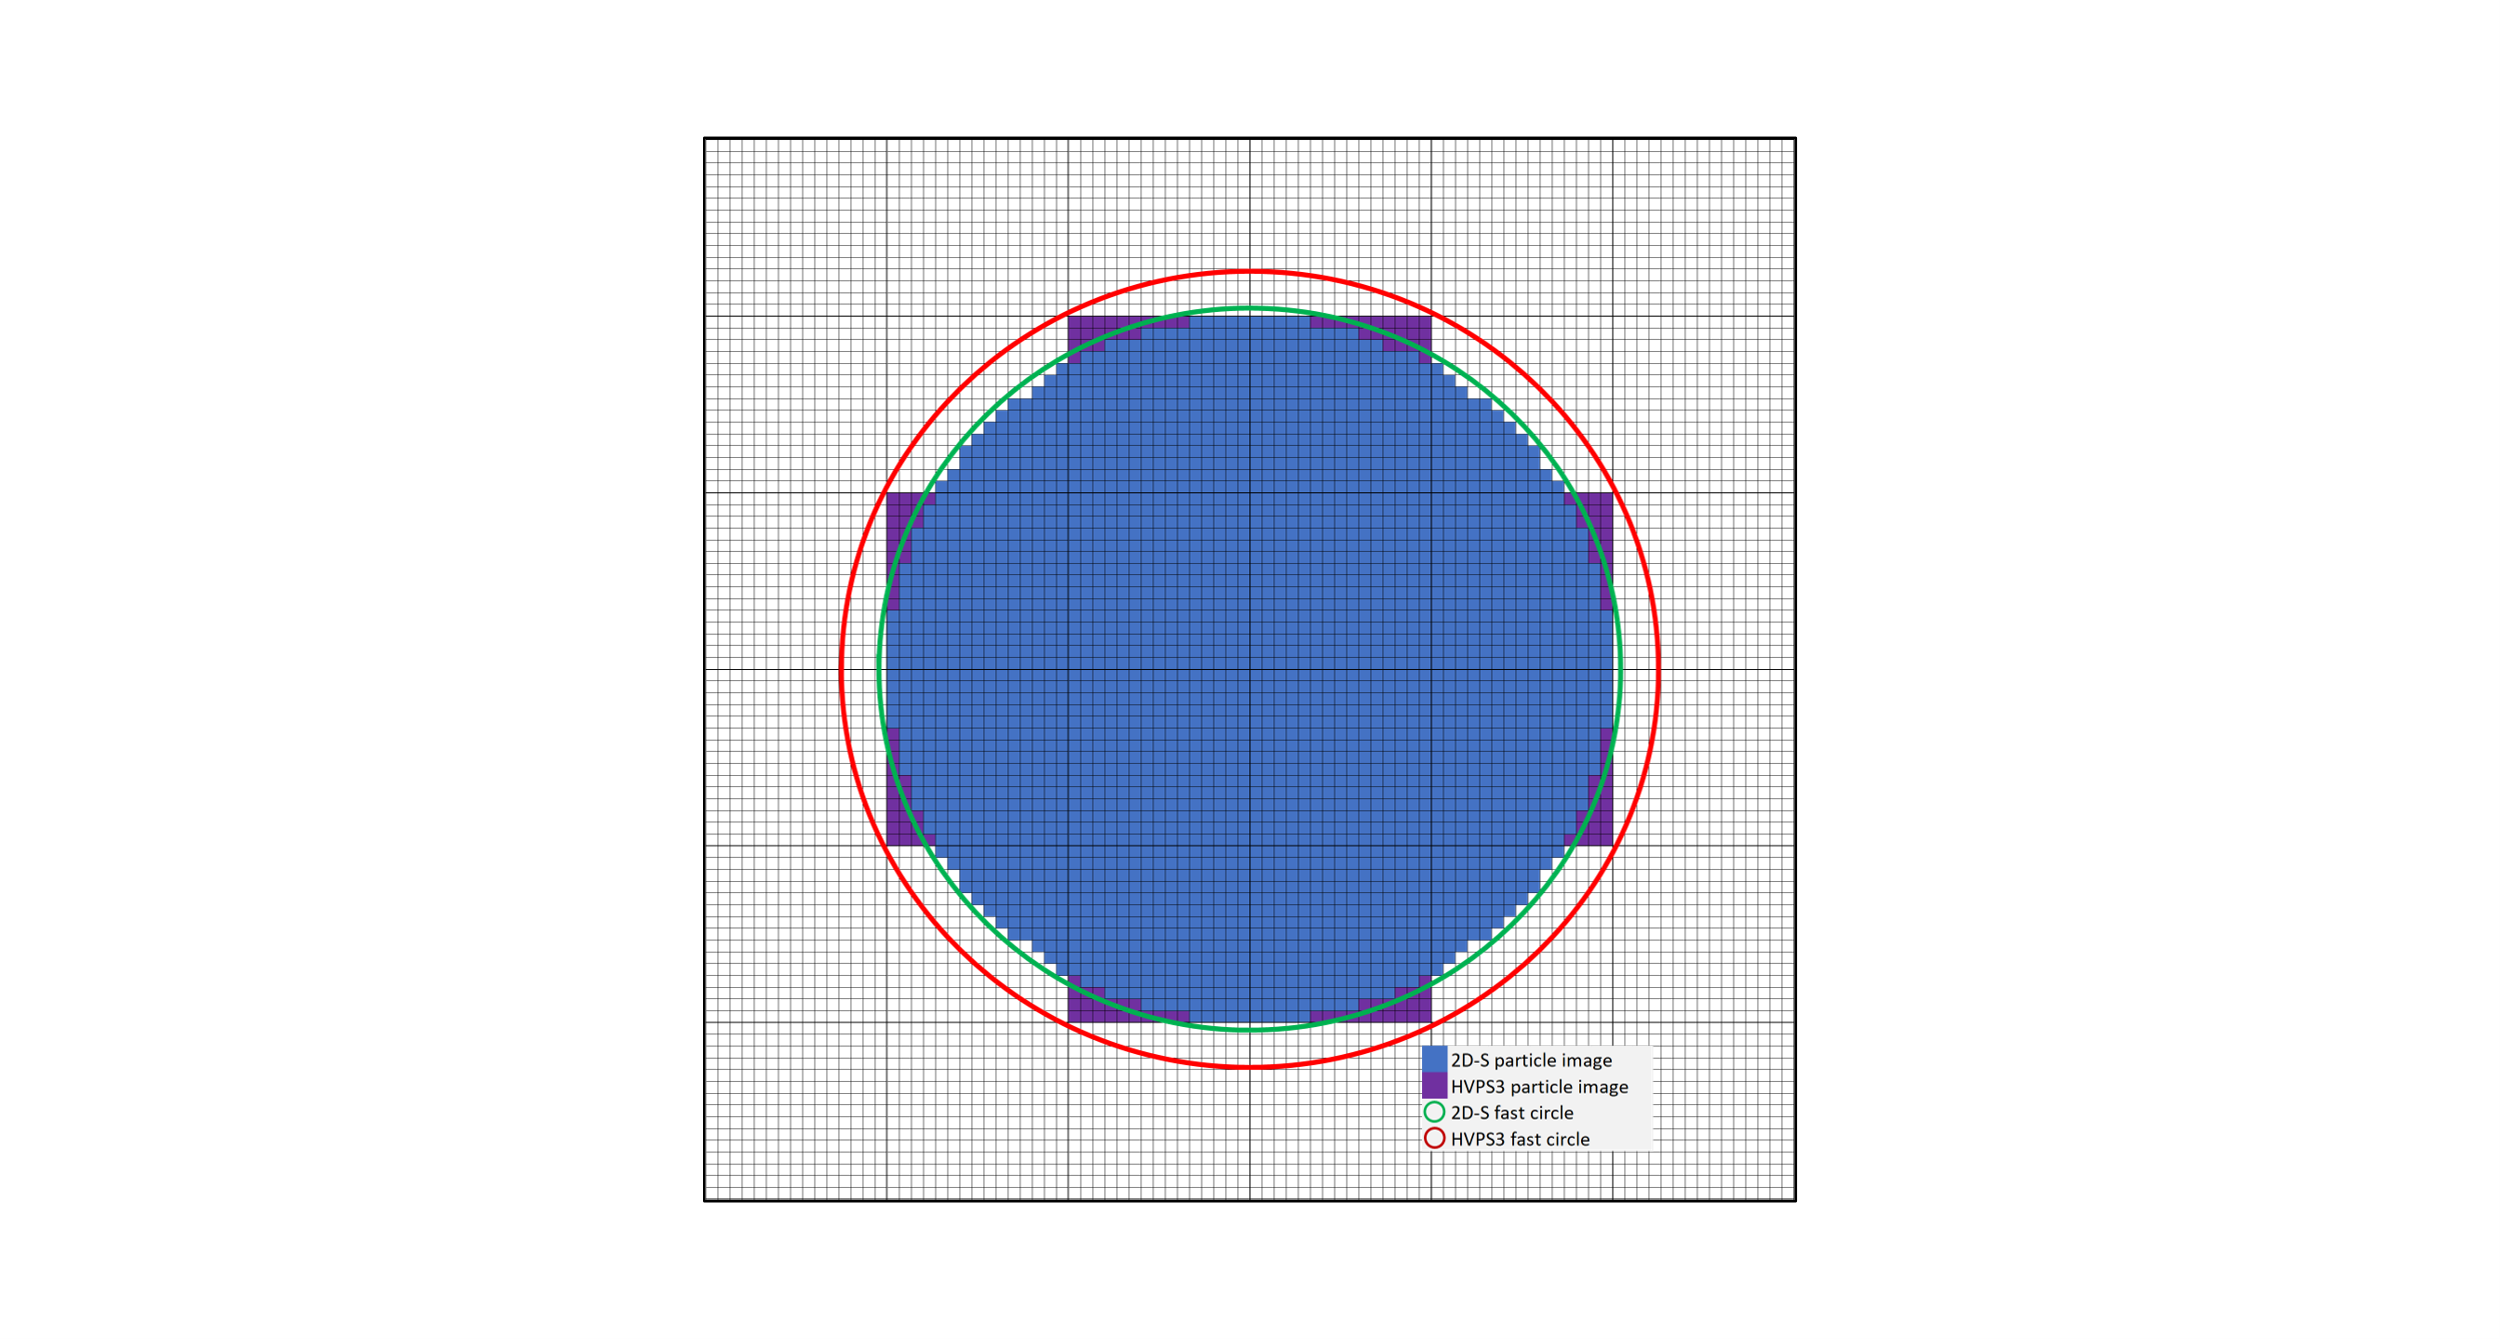 2D-S particle image
HVPS3 particle image
2D-S fast circle
HVPS3 fast circle